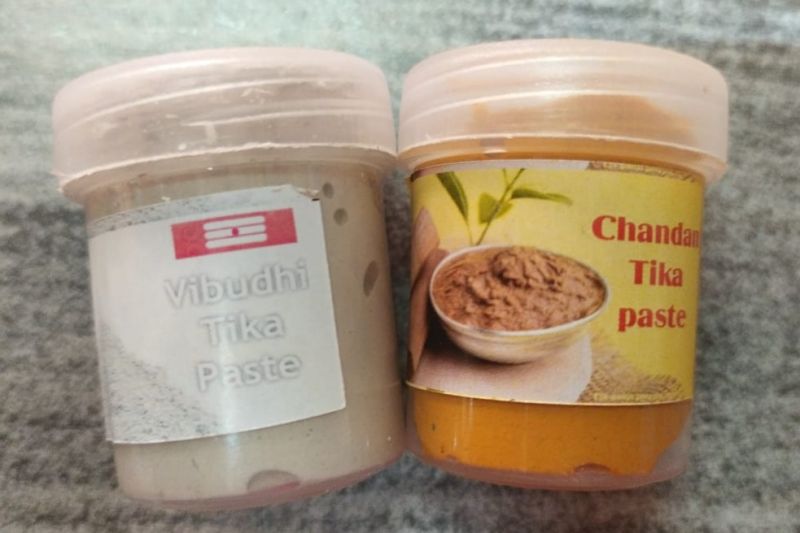 Vibudhi
Tika
Paste
Chandan
Tika
paste